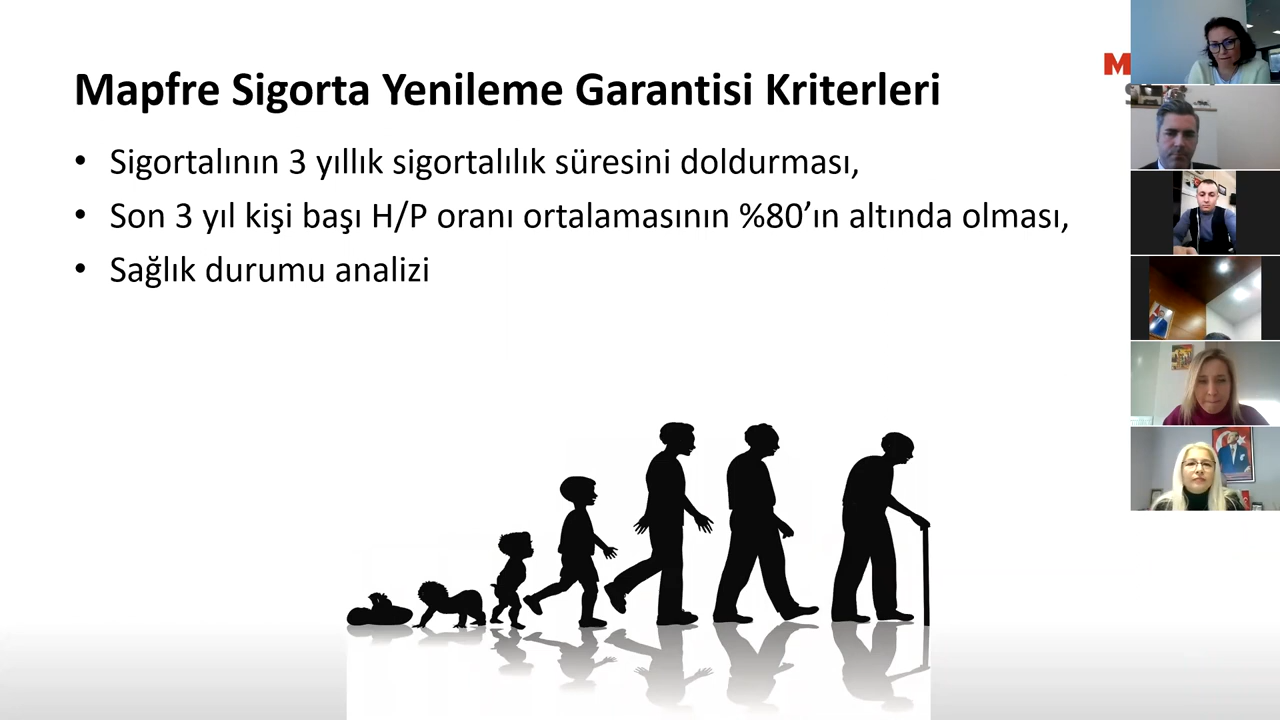 Mapfre Sigorta Yenileme Garantisi Kriterleri
• Sigortalının 3 yıllık sigortalılık süresini doldurması,
• Son 3 yıl kişi başı H/P oranı ortalamasının %80’ın altında olması,
• Sağlık durumu analizi
M